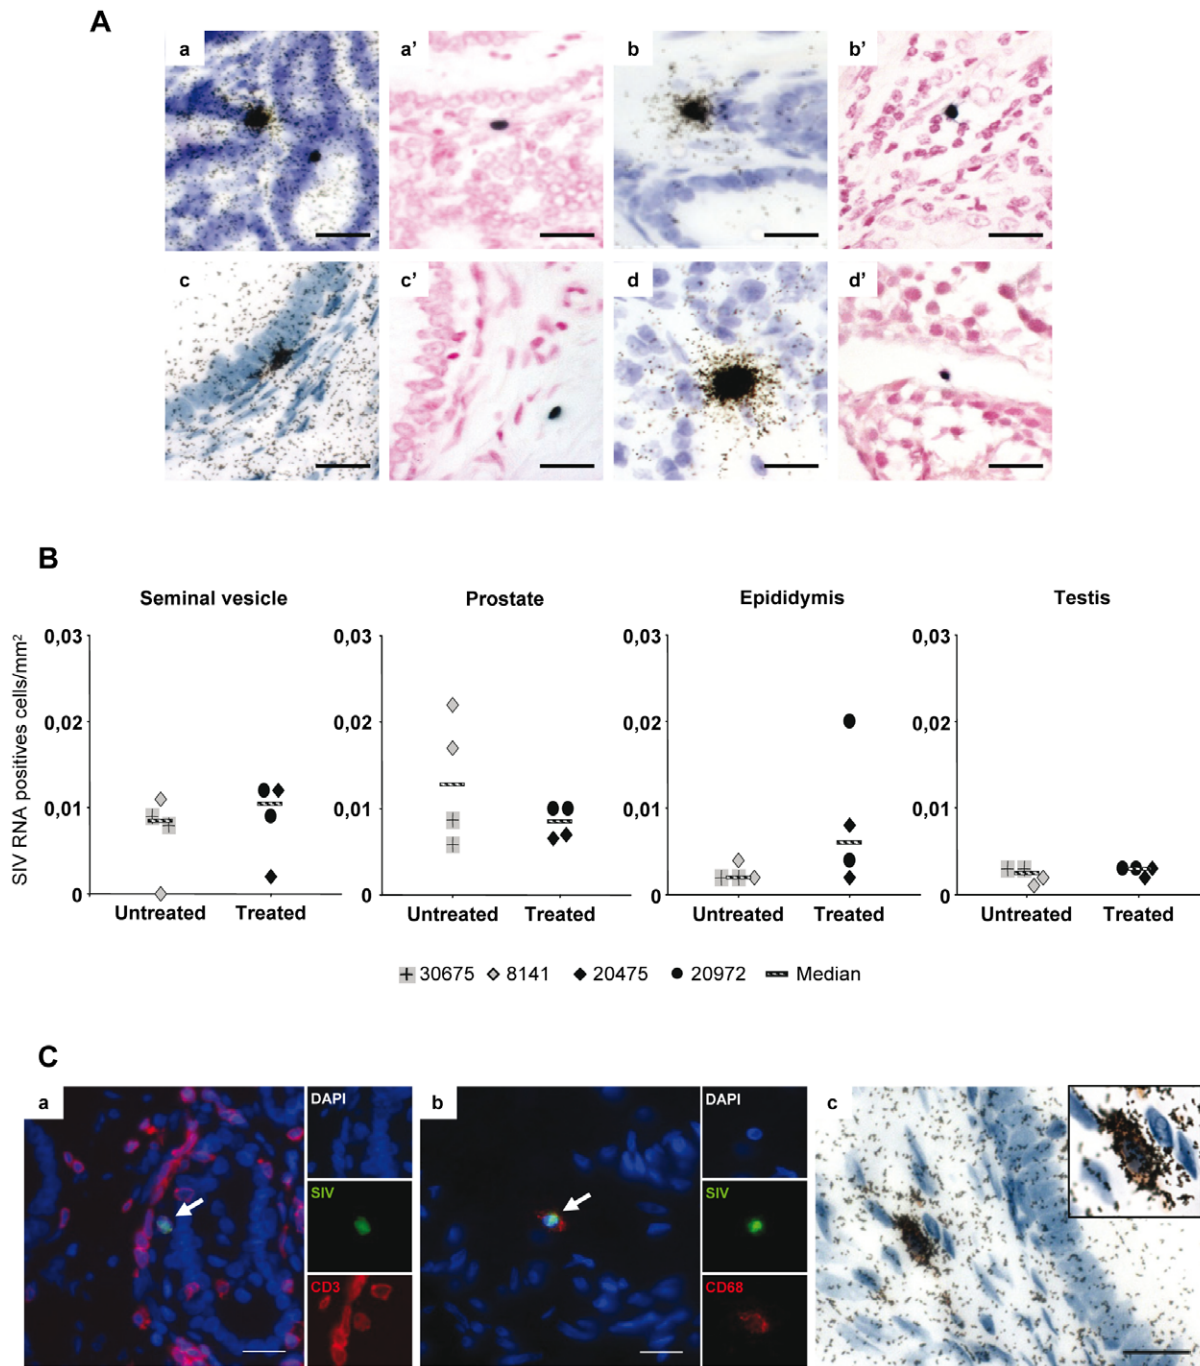 A
a a’ b b’
c c’ d d’
B
Seminal vesicle Prostate Epididymis Testis
SIV RNA positives cells/mm²
0,03 0,03 0,03 0,03
0,02 0,02 0,02 0,02
0,01 0,01 0,01 0,01
0 0 0 0
Untreated Treated Untreated Treated Untreated Treated Untreated Treated
30675 8141 20475 20972 Median
C
a DAPI b DAPI c
SIV SIV
CD3 CD68